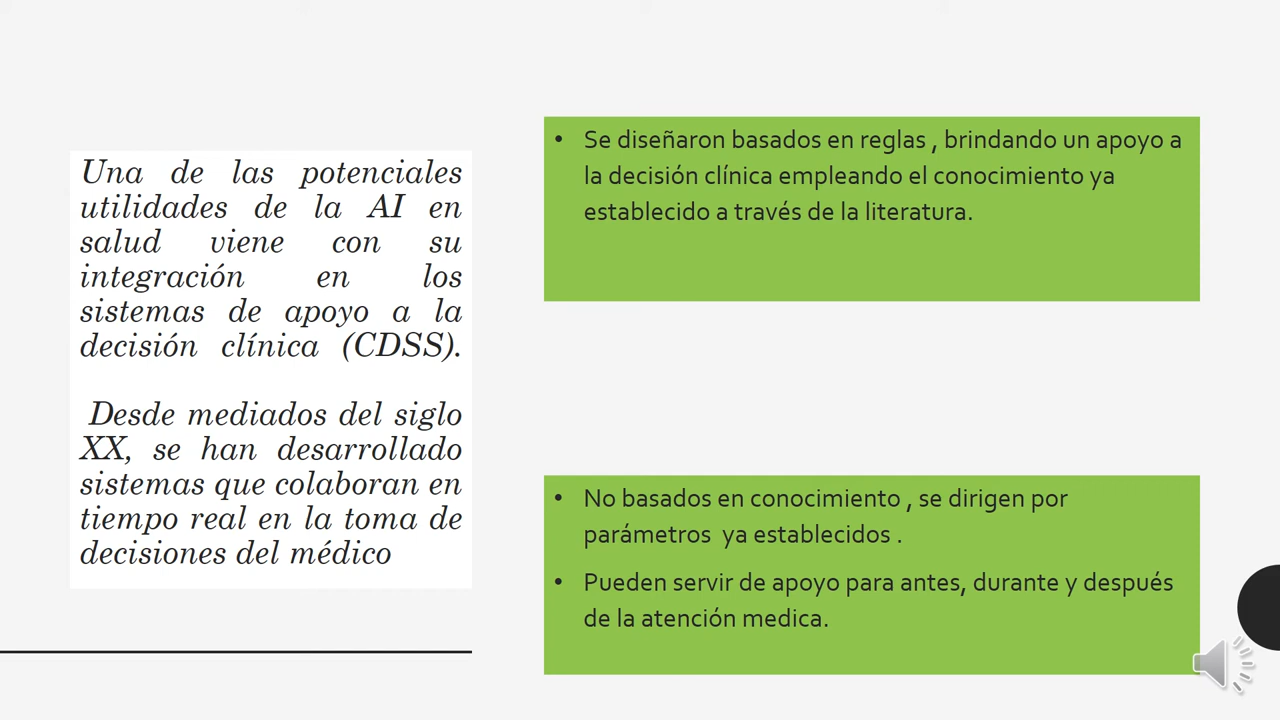 Una de las potenciales
utilidades de la AI en
salud viene con su
integración en los
sistemas de apoyo a la
decisión clínica (CDSS).
Desde mediados del siglo
XX, se han desarrollado
sistemas que colaboran en
tiempo real en la toma de
decisiones del médico
• Se diseñaron basados en reglas , brindando un apoyo a
la decisión clínica empleando el conocimiento ya
establecido a través de la literatura.
• No basados en conocimiento , se dirigen por
parámetros  ya establecidos .
• Pueden servir de apoyo para antes, durante y después
de la atención medica.